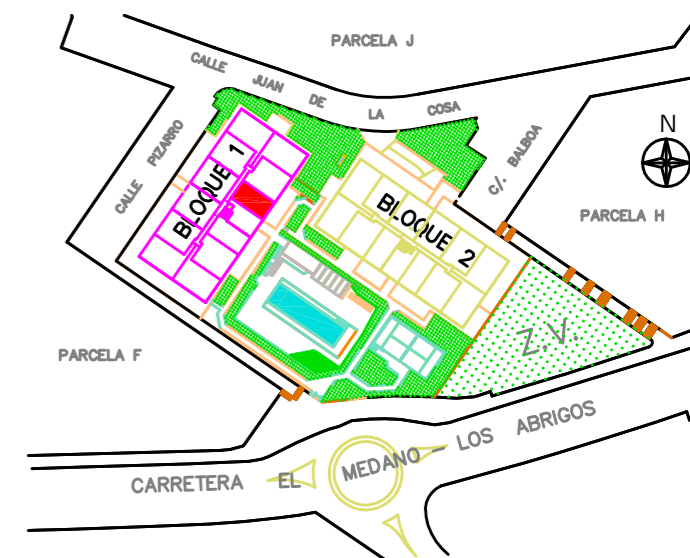 PARCELA J
CALLE JUAN DE LA COSA
N
CALLE PIZARRO
C/. BALBOA
BLOQUE 1
BLOQUE 2
PARCELA H
Z.V.
PARCELA F
CARRETERA EL MEDANO - LOS ABRIGOS